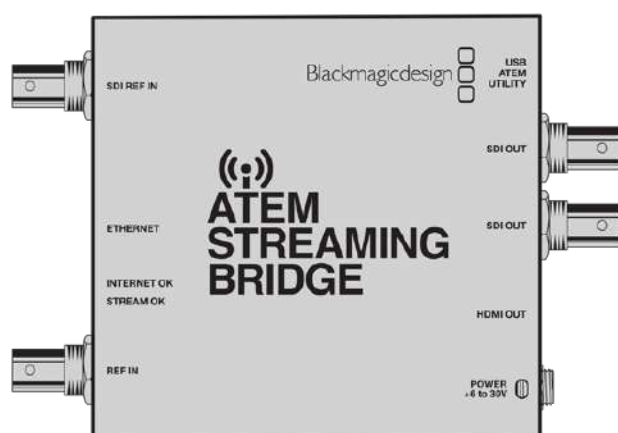 Blackmagicdesign
USB
ATEM
UTILITY
SDI REF IN
SDI OUT
ATEM
STREAMING
BRIDGE
ETHERNET
SDI OUT
INTERNET OK
STREAM OK
HDMI OUT
REF IN
POWER
+6 to 30V